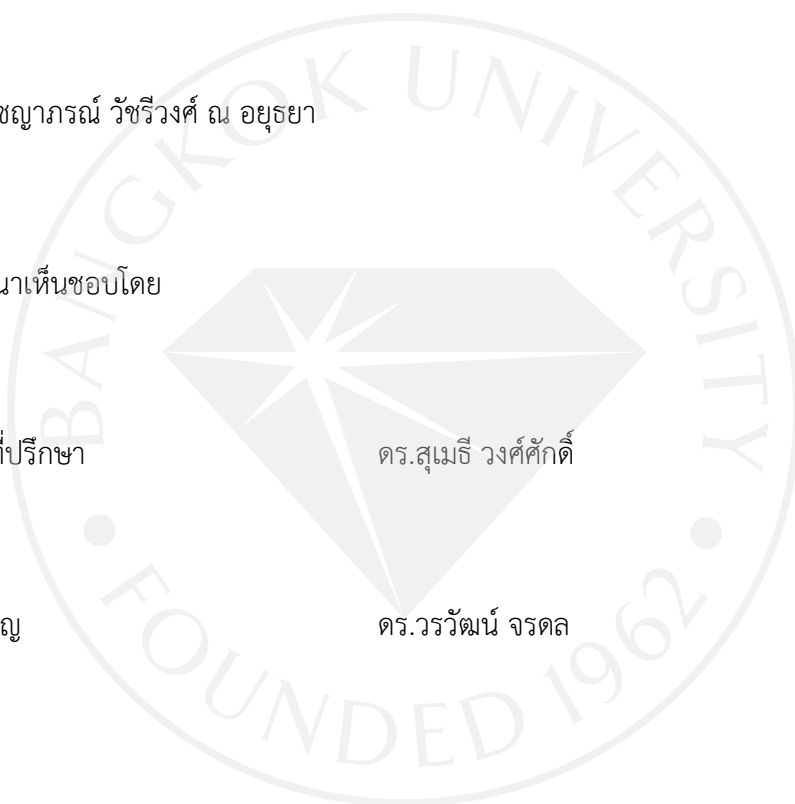 ชญาภรณ์ วัชรีวงศ์ ณ อยุธยา
นาเห็นชอบโดย
ที่ปรึกษา ดร.สุเมธี วงศ์ศักดิ์
ญ ดร.วรวัฒน์ จรดล
BANGKOK UNIVERSITY
FOUNDED 1962